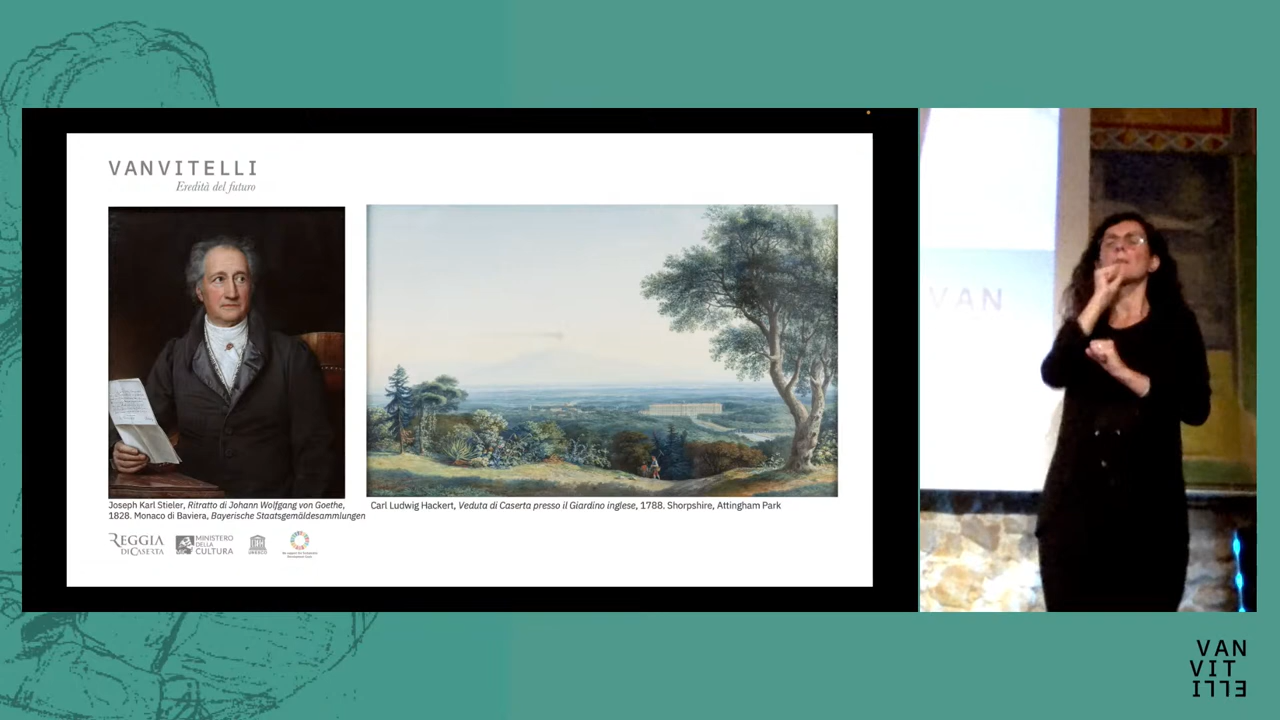 VANVITELLI
Eredità del futuro
Joseph Karl Stieler, Ritratto di Johann Wolfgang von Goethe,
1828. Monaco di Baviera, Bayerische Staatsgemäldesammlungen
Carl Ludwig Hackert, Veduta di Caserta presso il Giardino inglese, 1788. Shorpshire, Attingham Park
REGGIA
DI CASERTA
MINISTERO
DELLA
CULTURA
UNESCO
VAN
VAN
VIT
ELLI